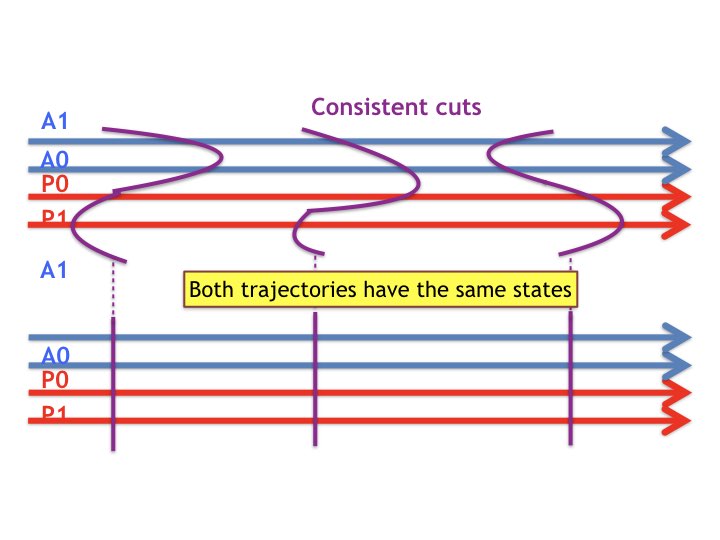 Consistent cuts
A1
A0
P0
P1
A1
Both trajectories have the same states
A0
P0
P1